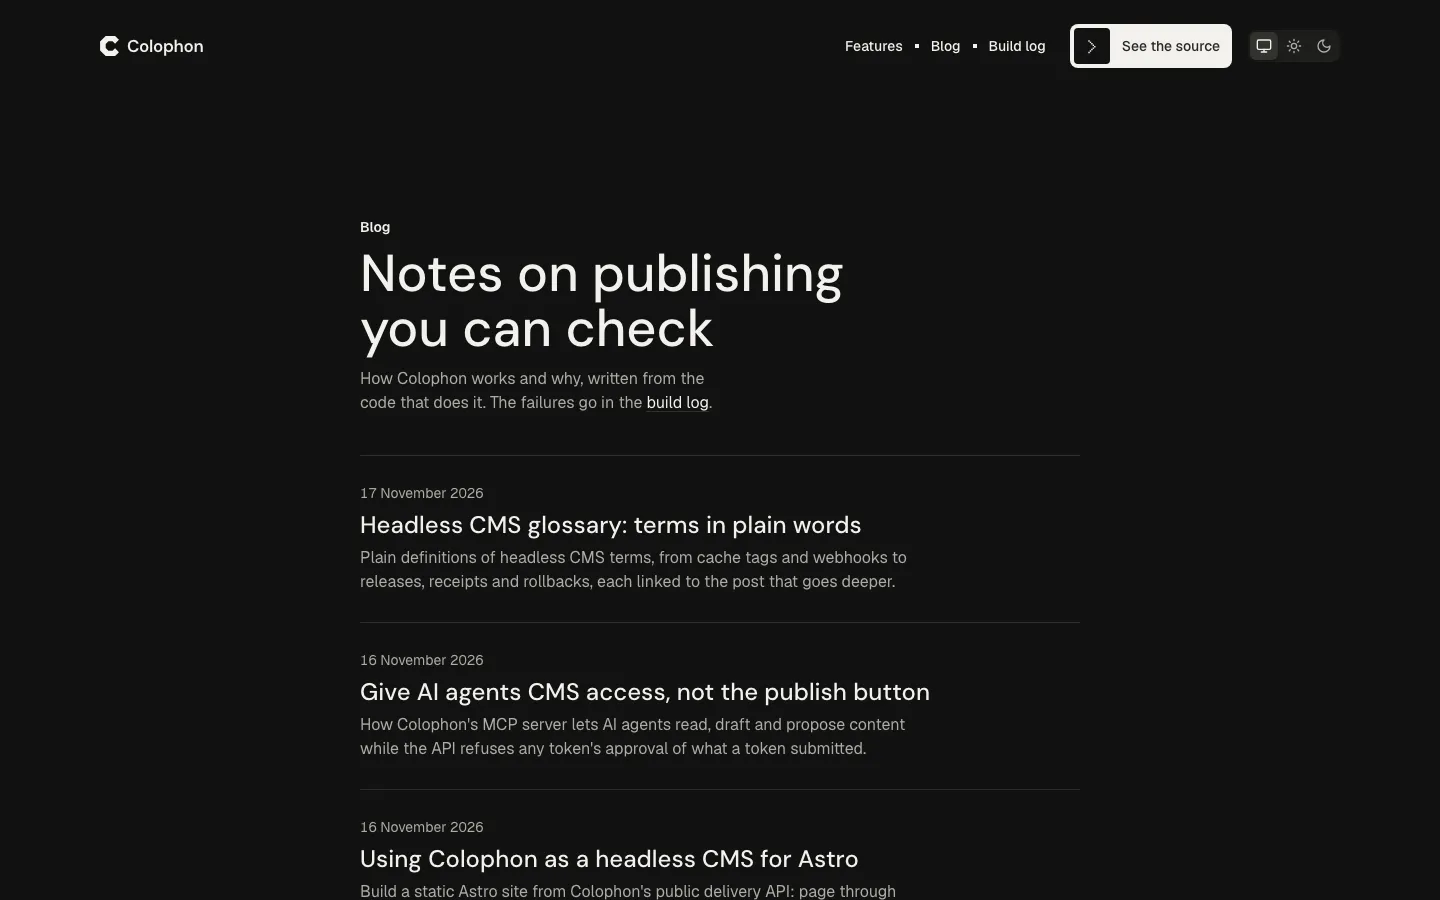 Colophon
Features
Blog
Build log
See the source
Blog
Notes on publishing
you can check
How Colophon works and why, written from the
code that does it. The failures go in the build log.
17 November 2026
Headless CMS glossary: terms in plain words
Plain definitions of headless CMS terms, from cache tags and webhooks to
releases, receipts and rollbacks, each linked to the post that goes deeper.
16 November 2026
Give AI agents CMS access, not the publish button
How Colophon's MCP server lets AI agents read, draft and propose content
while the API refuses any token's approval of what a token submitted.
16 November 2026
Using Colophon as a headless CMS for Astro
Build a static Astro site from Colophon's public delivery API: page through